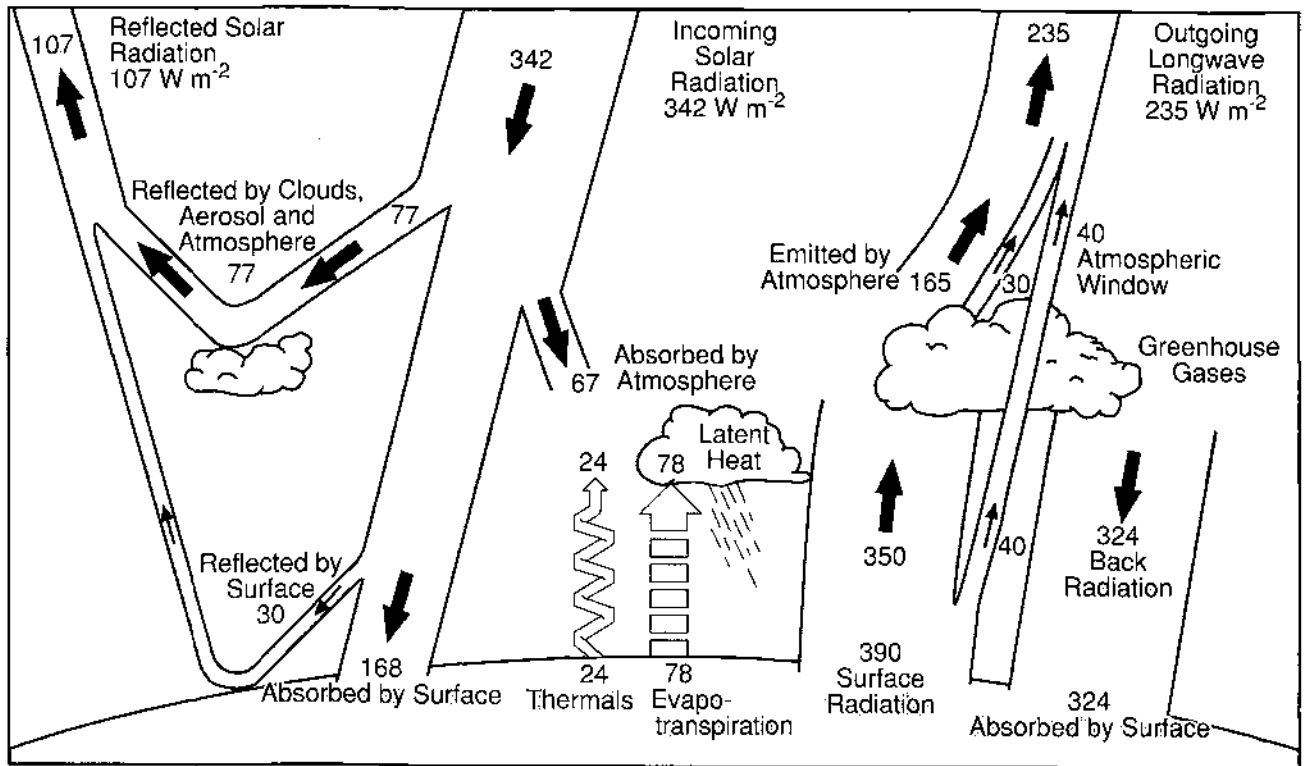 107
Reflected Solar
Radiation
107 W m-2
342
Incoming
Solar
Radiation
342 W m-2
235
Outgoing
Longwave
Radiation
235 W m-2
Reflected by Clouds,
Aerosol and
Atmosphere
77
77
Emitted by
Atmosphere
165
30
40
Atmospheric
Window
Greenhouse
Gases
67
Absorbed by
Atmosphere
24
78
Latent
Heat
350
40
324
Back
Radiation
Reflected by
Surface
30
168
Absorbed by Surface
24
Thermals
78
Evapo-
transpiration
390
Surface
Radiation
324
Absorbed by Surface